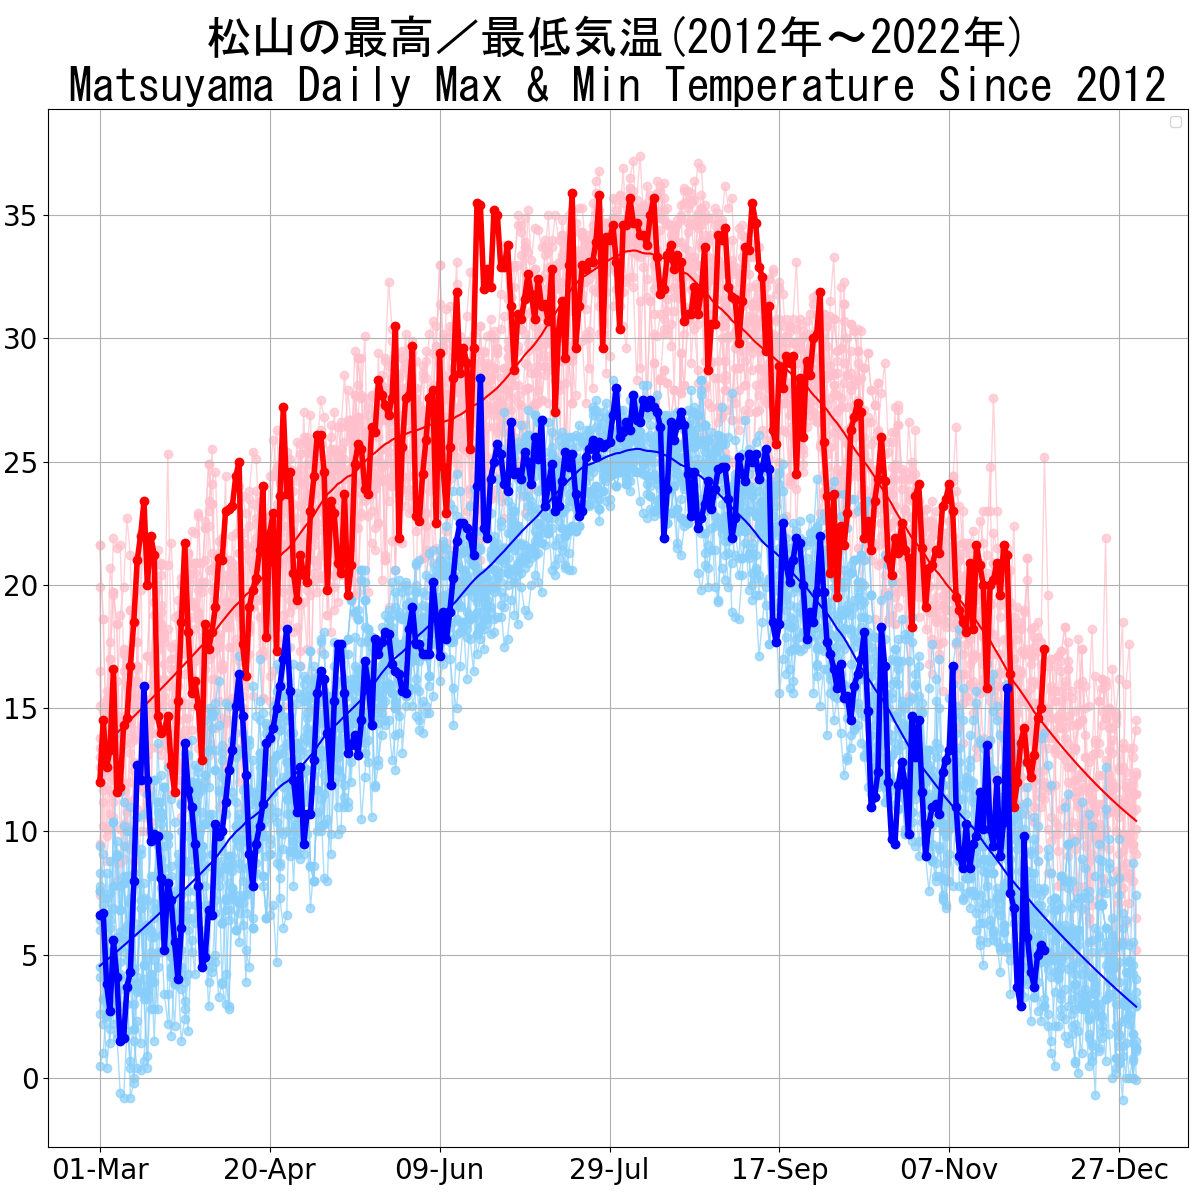 松山の最高／最低気温(2012年～2022年)
Matsuyama Daily Max & Min Temperature Since 2012
35
30
25
20
15
10
5
0
01-Mar 20-Apr 09-Jun 29-Jul 17-Sep 07-Nov 27-Dec